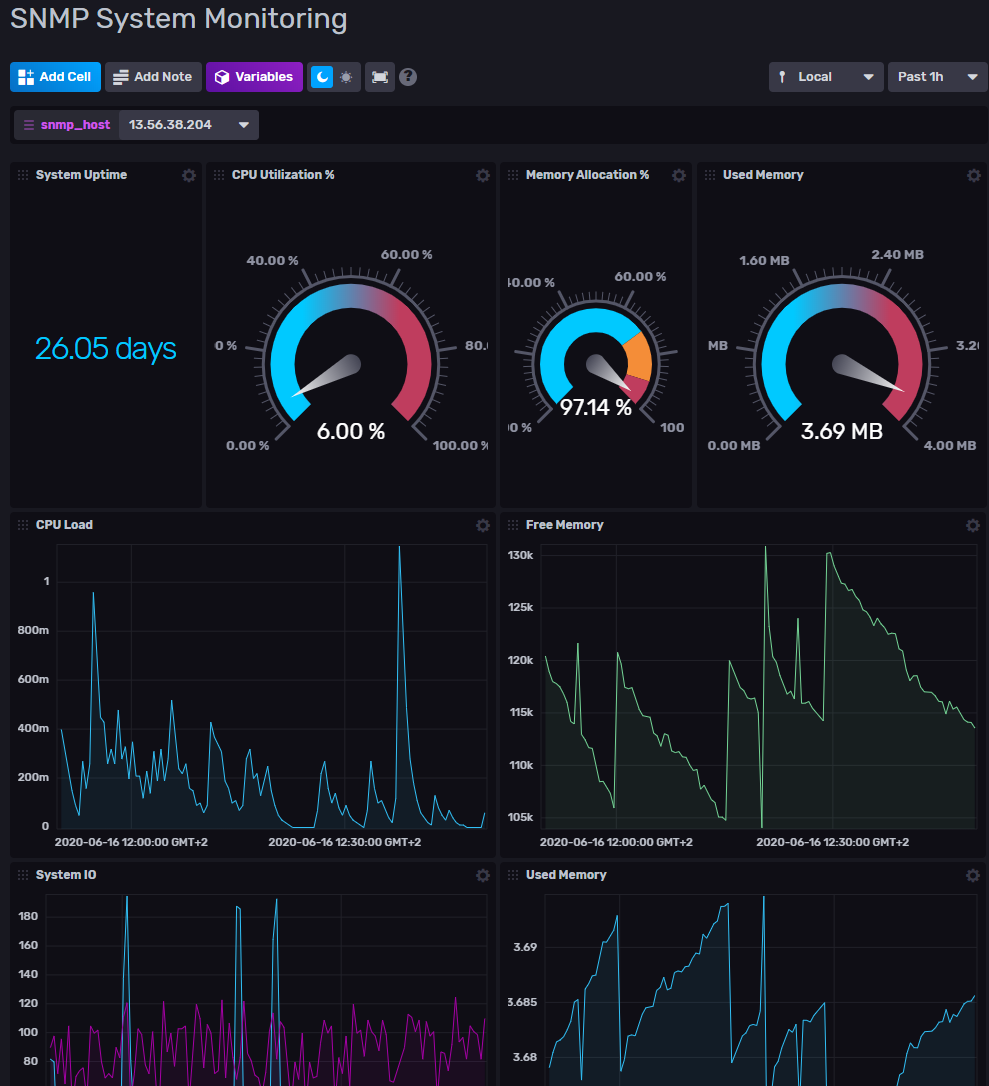 SNMP System Monitoring
Add Cell Add Note Variables ? Local Past 1h
snmp_host 13.56.38.204
System Uptime CPU Utilization % Memory Allocation % Used Memory
26.05 days
40.00 % 60.00 %
0 % 80.
0.00 % 100.00 %
6.00 %
40.00 % 60.00 %
0 % 100
97.14 %
1.60 MB 2.40 MB
MB 3.2
0.00 MB 4.00 MB
3.69 MB
CPU Load
1
800m
600m
400m
200m
0
2020-06-16 12:00:00 GMT+2 2020-06-16 12:30:00 GMT+2
Free Memory
130k
125k
120k
115k
110k
105k
2020-06-16 12:00:00 GMT+2 2020-06-16 12:30:00 GMT+2
System IO
180
160
140
120
100
80
Used Memory
3.69
3.685
3.68